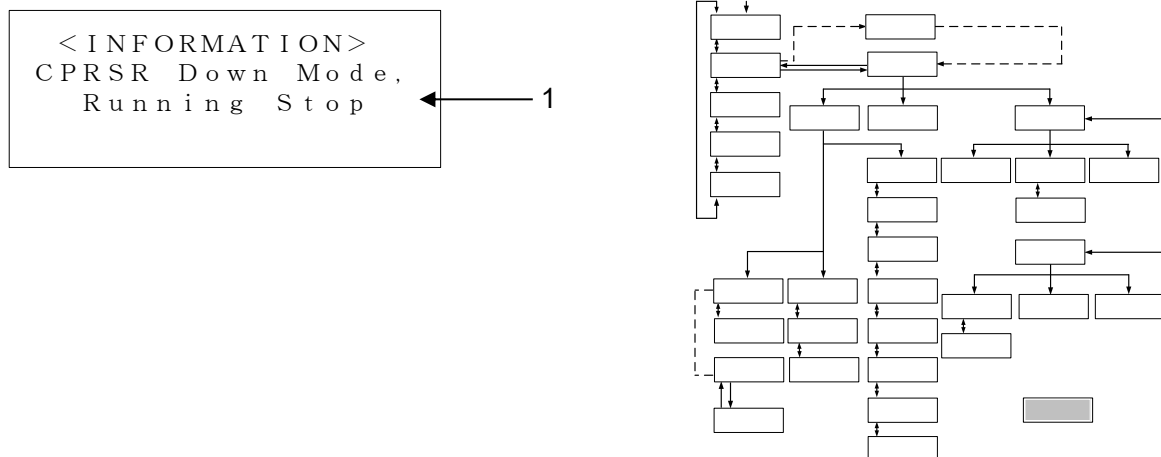 <INFORMATION>
CPRSR Down Mode,
Running Stop
1